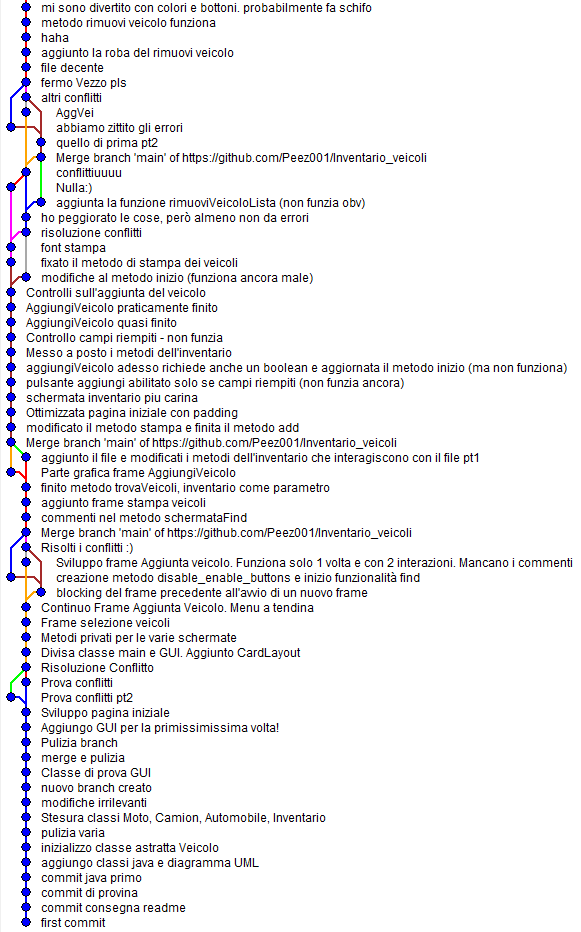 mi sono divertito con colori e bottoni. probabilmente fa schifo
metodo rimuovi veicolo funziona
haha
aggiunto la roba del rimuovi veicolo
file decente
fermo Vezzo pls
altri conflitti
AggVei
abbiamo zittito gli errori
quello di prima pt2
Merge branch 'main' of https://github.com/Peez001/Inventario_veicoli
conflittiuuuu
Nulla:)
aggiunta la funzione rimuoviVeicoloLista (non funzia obv)
ho peggiorato le cose, però almeno non da errori
risoluzione conflitti
font stampa
fixato il metodo di stampa dei veicoli
modifiche al metodo inizio (funziona ancora male)
Controlli sull'aggiunta del veicolo
AggiungiVeicolo praticamente finito
AggiungiVeicolo quasi finito
Controllo campi riempiti - non funzia
Messo a posto i metodi dell'inventario
aggiungiVeicolo adesso richiede anche un boolean e aggiornata il metodo inizio (ma non funziona)
pulsante aggiungi abilitato solo se campi riempiti (non funzia ancora)
schermata inventario piu carina
Ottimizzata pagina iniziale con padding
modificato il metodo stampa e finita il metodo add
Merge branch 'main' of https://github.com/Peez001/Inventario_veicoli
aggiunto il file e modificati i metodi dell'inventario che interagiscono con il file pt1
Parte grafica frame AggiungiVeicolo
finito metodo trovaVeicoli, inventario come parametro
aggiunto frame stampa veicoli
commenti nel metodo schermataFind
Merge branch 'main' of https://github.com/Peez001/Inventario_veicoli
Risolti i conflitti :)
Sviluppo frame Aggiunta veicolo. Funziona solo 1 volta e con 2 interazioni. Mancano i commenti
creazione metodo disable_enable_buttons e inizio funzionalità find
blocking del frame precedente all'avvio di un nuovo frame
Continuo Frame Aggiunta Veicolo. Menu a tendina
Frame selezione veicoli
Metodi privati per le varie schermate
Divisa classe main e GUI. Aggiunto CardLayout
Risoluzione Conflitto
Prova conflitti
Prova conflitti pt2
Sviluppo pagina iniziale
Aggiungo GUI per la primissimissima volta!
Pulizia branch
merge e pulizia
Classe di prova GUI
nuovo branch creato
modifiche irrilevanti
Stesura classi Moto, Camion, Automobile, Inventario
pulizia varia
inizializzo classe astratta Veicolo
aggiungo classi java e diagramma UML
commit java primo
commit di provina
commit consegna readme
first commit